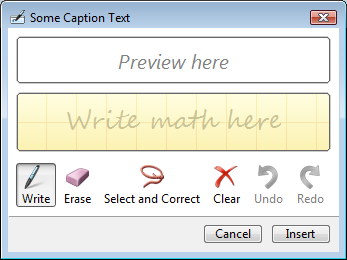 Some Caption Text
Preview here
Write math here
Write Erase Select and Correct Clear Undo Redo
Cancel Insert